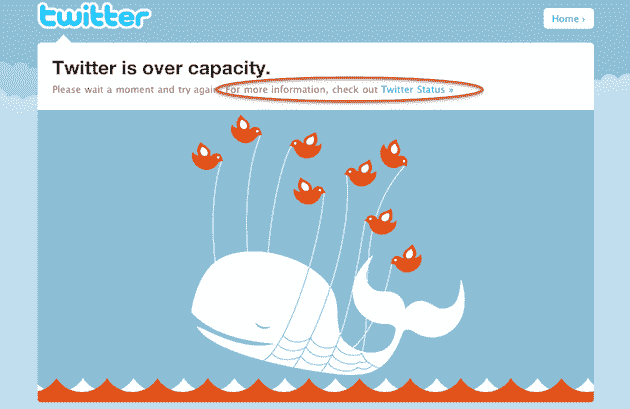 twitter
Home ›
Twitter is over capacity.
Please wait a moment and try again. For more information, check out Twitter Status »